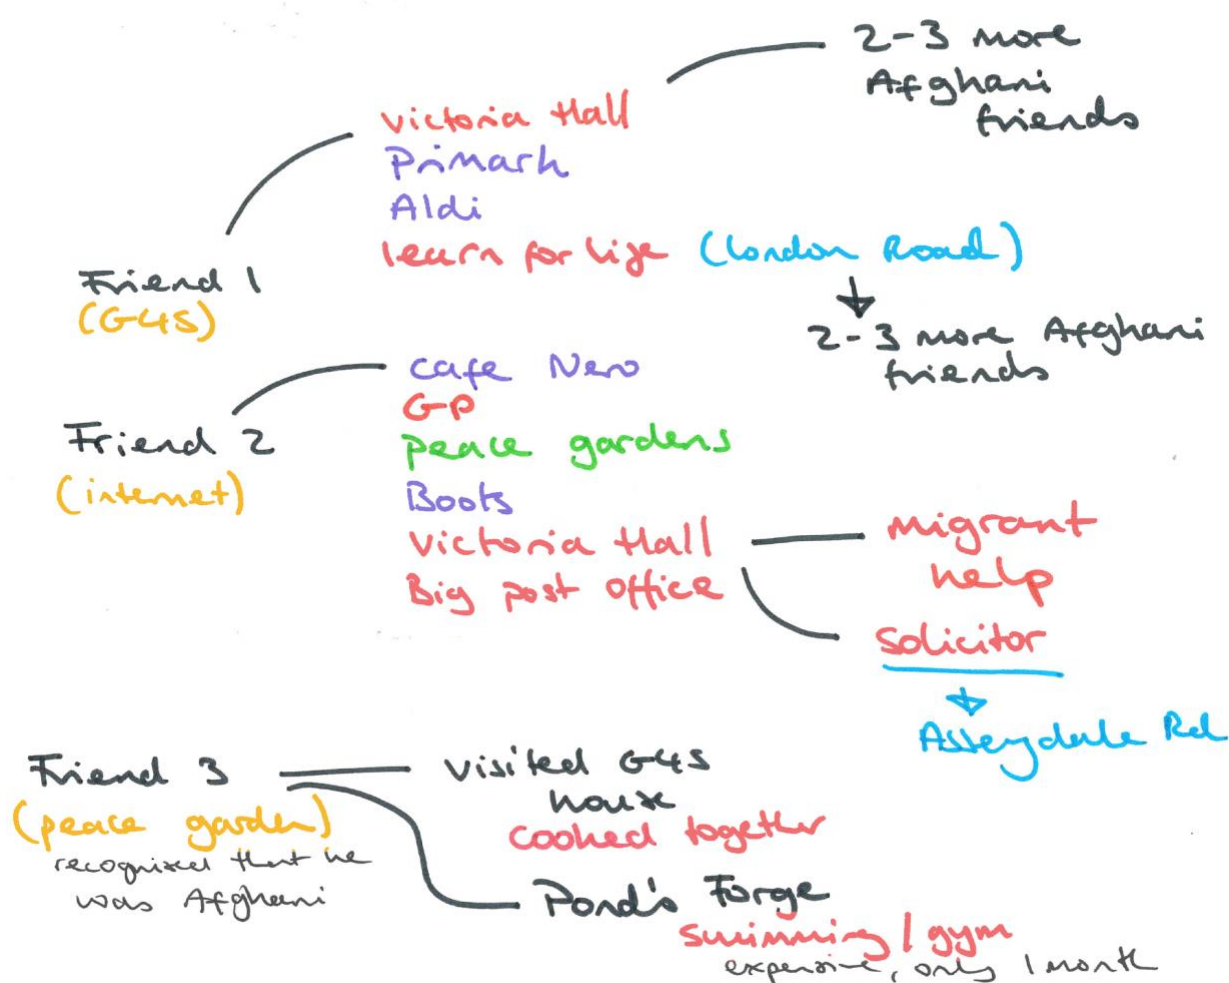 2-3 more
Afghani
friends
Victoria Hall
Primark
Aldi
learn for life (London Road)
Friend 1
(G4S)
2-3 more Afghani
friends
Cafe Nero
GP
peace gardens
Boots
Victoria Hall
Big post office
Friend 2
(internet)
Migrant
help
Solicitor
Rd
Friend 3
(peace garden)
recognised that he
was Afghani
visited G4S
house
cooked together
Pond's Forge
swimming / gym
expensive, only 1 month